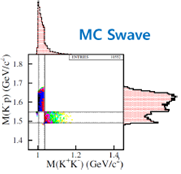 MC Swave
ENTRIES
M(K⁻p) (GeV/c²)
1.8
1.7
1.6
1.5
1.4
1 1.2 1.4
M(K⁺K⁻) (GeV/c²)